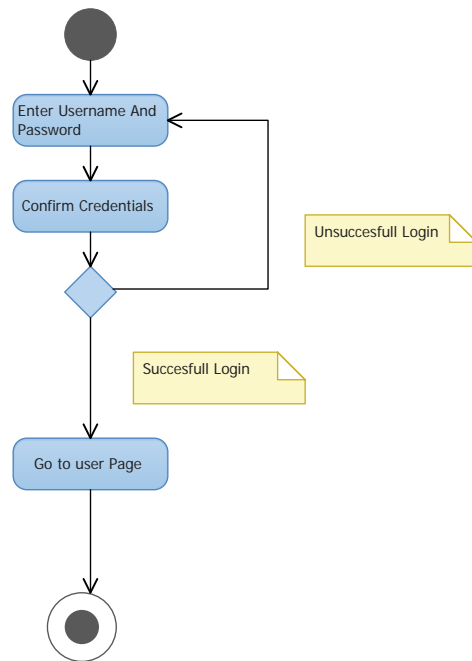 Enter Username And
Password
Confirm Credentials
Unsuccesfull Login
Succesfull Login
Go to user Page